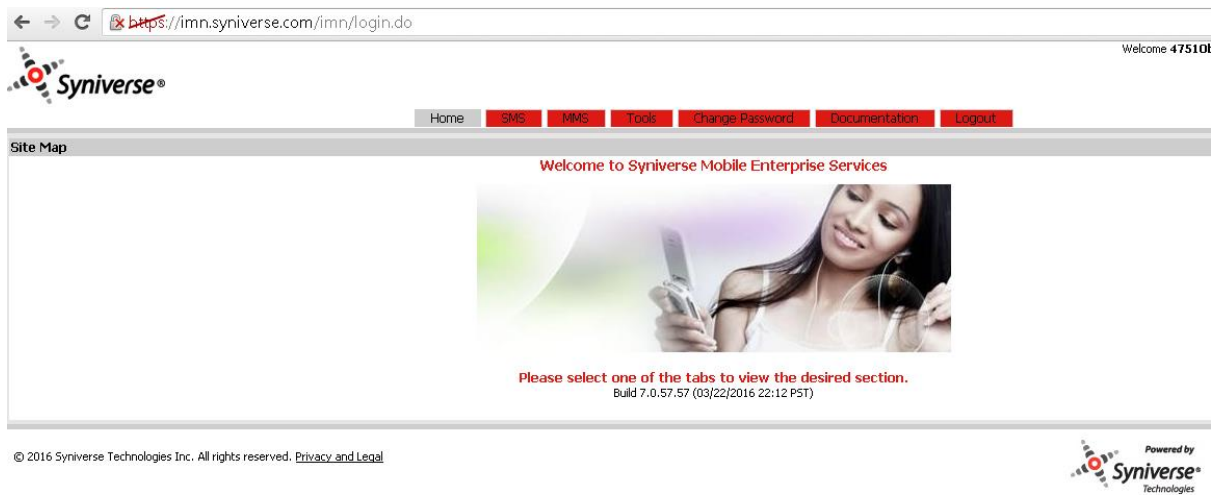 https://imn.syniverse.com/imn/login.do
Welcome 47510b
Syniverse®
Home SMS MMS Tools Change Password Documentation Logout
Site Map
Welcome to Syniverse Mobile Enterprise Services
Please select one of the tabs to view the desired section.
Build 7.0.57.57 (03/22/2016 22:12 PST)
© 2016 Syniverse Technologies Inc. All rights reserved. Privacy and Legal
Powered by
Syniverse®
Technologies